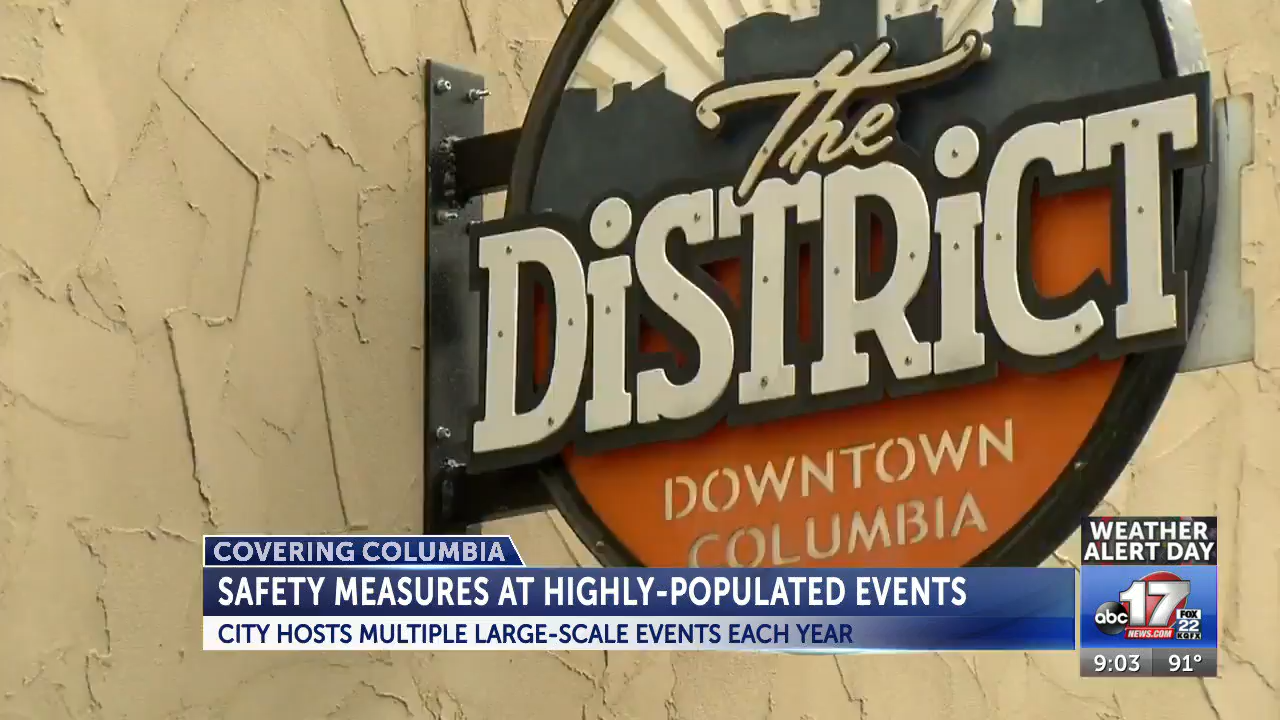 The
DiSTRiCT
DOWNTOWN
COLUMBIA
COVERING COLUMBIA
SAFETY MEASURES AT HIGHLY-POPULATED EVENTS
CITY HOSTS MULTIPLE LARGE-SCALE EVENTS EACH YEAR
WEATHER
ALERT DAY
abc 17 FOX 22
NEWS.COM KQFX
9:03 91°